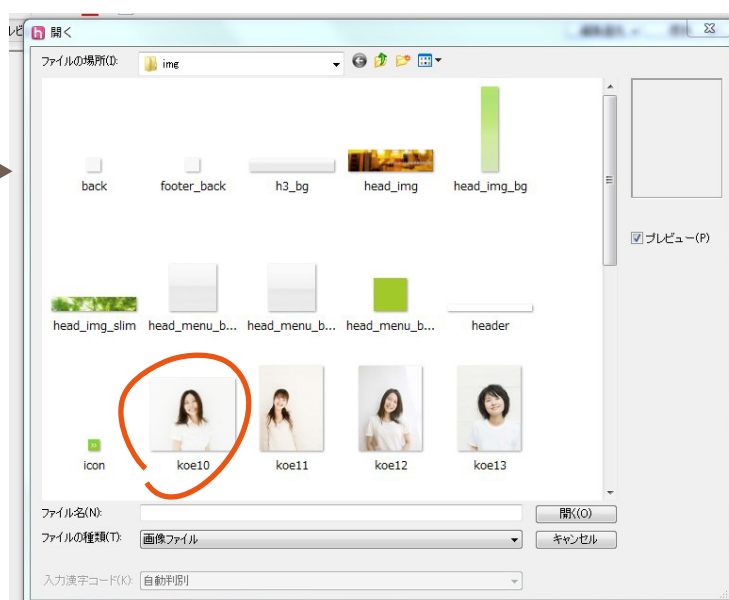 開く
ファイルの場所(I):
img
back
footer_back
h3_bg
head_img
head_img_bg
プレビュー(P)
head_img_slim
head_menu_b...
head_menu_b...
head_menu_b...
header
icon
koe10
koe11
koe12
koe13
ファイル名(N):
開く(O)
ファイルの種類(T):
画像ファイル
キャンセル
入力漢字コード(K):
自動判別